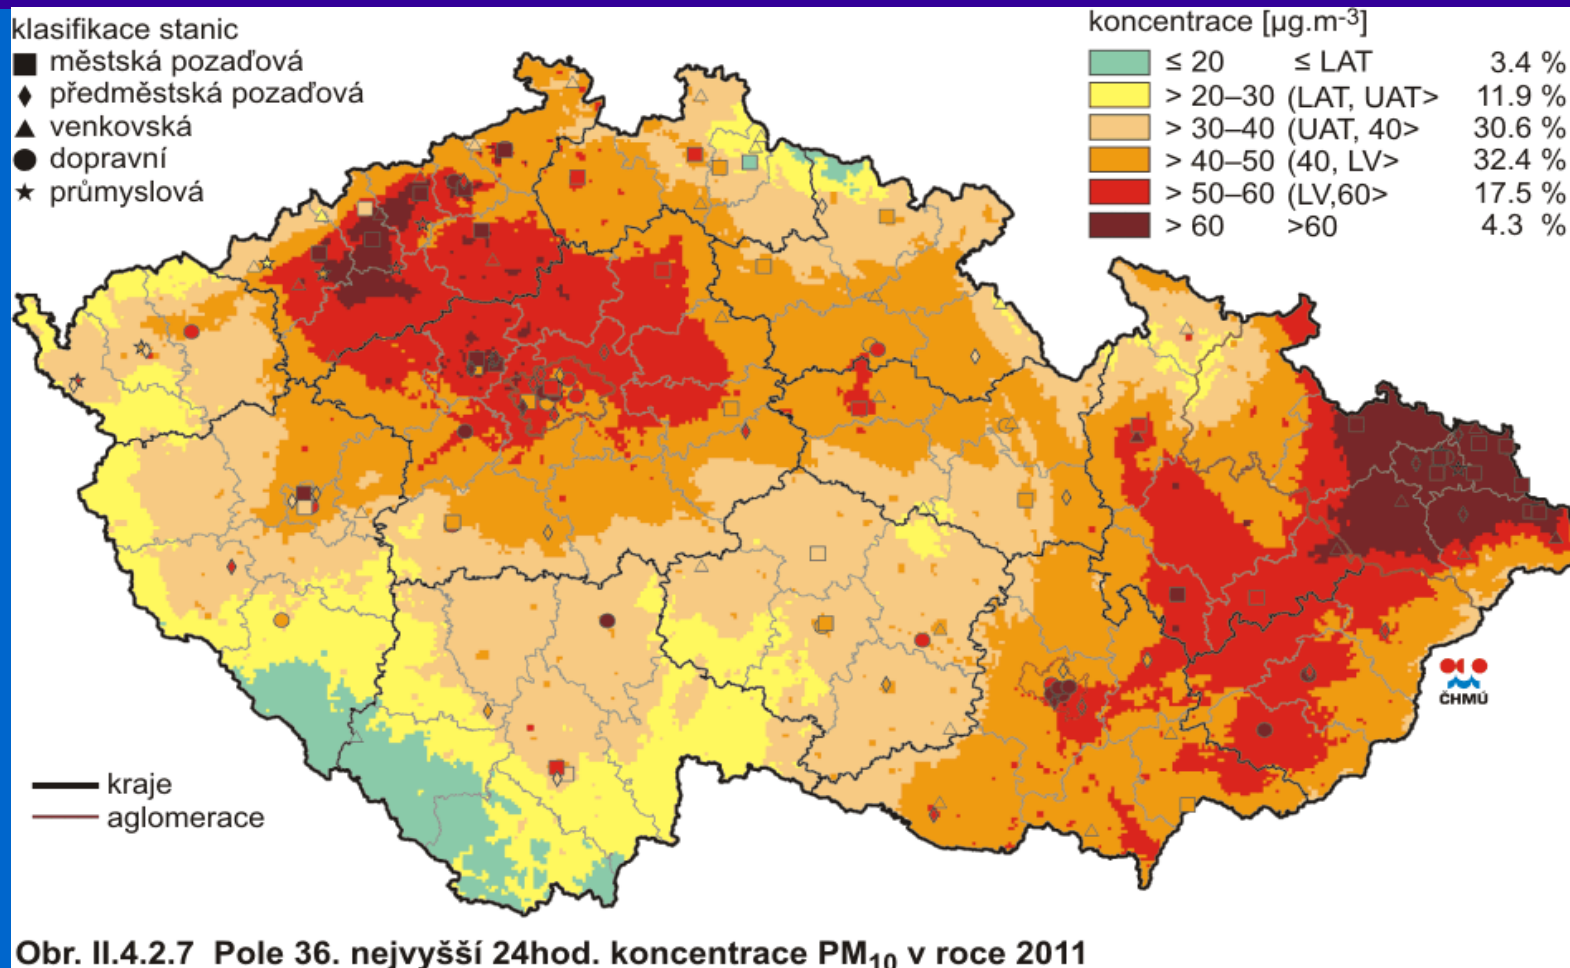 klasifikace stanic
městská pozaďová
předměstská pozaďová
venkovská
dopravní
průmyslová
koncentrace [µg.m-3]
≤ 20 ≤ LAT 3.4 %
> 20–30 (LAT, UAT> 11.9 %
> 30–40 (UAT, 40> 30.6 %
> 40–50 (40, LV> 32.4 %
> 50–60 (LV,60> 17.5 %
> 60 >60 4.3 %
ČHMÚ
kraje
aglomerace
Obr. II.4.2.7 Pole 36. nejvyšší 24hod. koncentrace PM10 v roce 2011